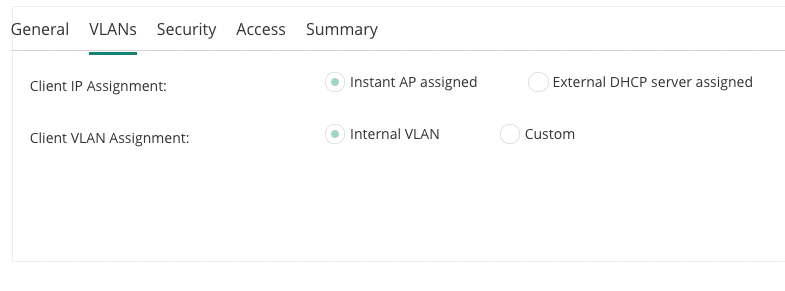 General VLANs Security Access Summary
Client IP Assignment: Instant AP assigned External DHCP server assigned
Client VLAN Assignment: Internal VLAN Custom